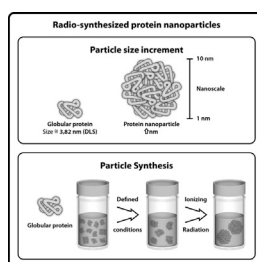 Radio-synthesized protein nanoparticles
Particle size increment
10 nm
Nanoscale
1 nm
Globular protein
Size ≅ 3,82 nm (DLS)
Protein nanoparticle
⇧nm
Particle Synthesis
Globular protein
Defined
conditions
Ionizing
Radiation